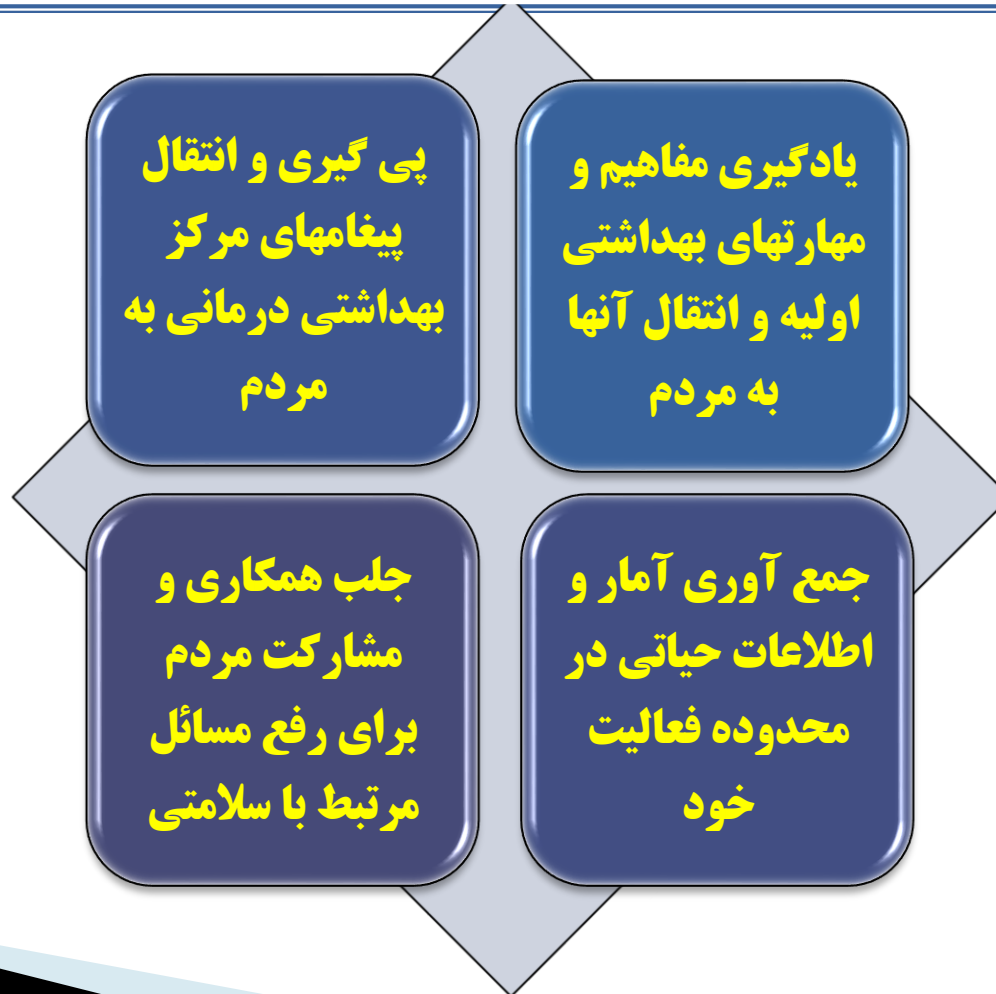 یادگیری مفاهیم و
مهارتهای بهداشتی
اولیه و انتقال آنها
به مردم
پی گیری و انتقال
پیغامهای مرکز
بهداشتی درمانی به
مردم
جمع آوری آمار و
اطلاعات حیاتی در
محدوده فعالیت
خود
جلب همکاری و
مشارکت مردم
برای رفع مسائل
مرتبط با سلامتی